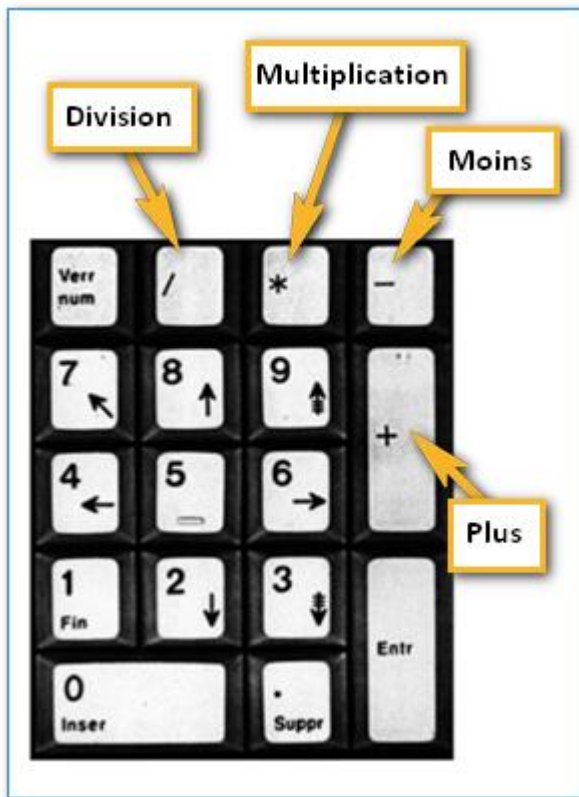 Multiplication
Division
Moins
Verr
num
/
*
-
7
8
9
+
4
5
6
Plus
1
Fin
2
3
Entr
0
Inser
.
Suppr